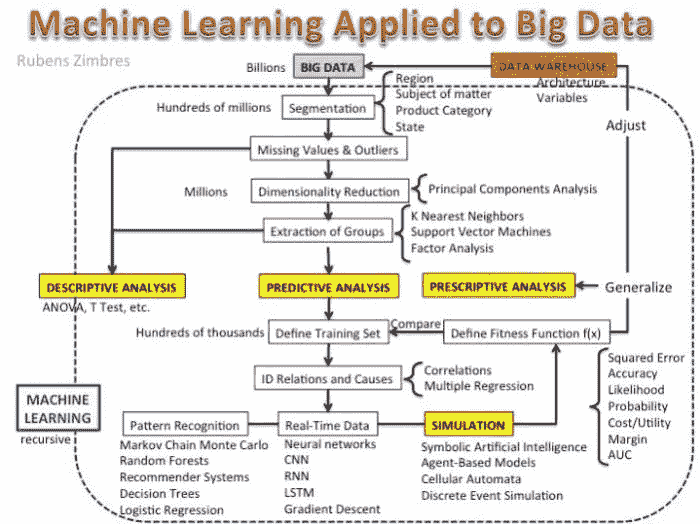 Machine Learning Applied to Big Data
Rubens Zimbres
Billions
BIG DATA
DATA WAREHOUSE
Architecture
Variables
Hundreds of millions
Segmentation
Region
Subject of matter
Product Category
State
Adjust
Missing Values & Outliers
Millions
Dimensionality Reduction
Principal Components Analysis
Extraction of Groups
K Nearest Neighbors
Support Vector Machines
Factor Analysis
DESCRIPTIVE ANALYSIS
ANOVA, T Test, etc.
PREDICTIVE ANALYSIS
PRESCRIPTIVE ANALYSIS
Generalize
Hundreds of thousands
Define Training Set
Compare
Define Fitness Function f(x)
ID Relations and Causes
Correlations
Multiple Regression
Squared Error
Accuracy
Likelihood
Probability
Cost/Utility
Margin
AUC
MACHINE
LEARNING
recursive
Pattern Recognition
Markov Chain Monte Carlo
Random Forests
Recommender Systems
Decision Trees
Logistic Regression
Real-Time Data
Neural networks
CNN
RNN
LSTM
Gradient Descent
SIMULATION
Symbolic Artificial Intelligence
Agent-Based Models
Cellular Automata
Discrete Event Simulation